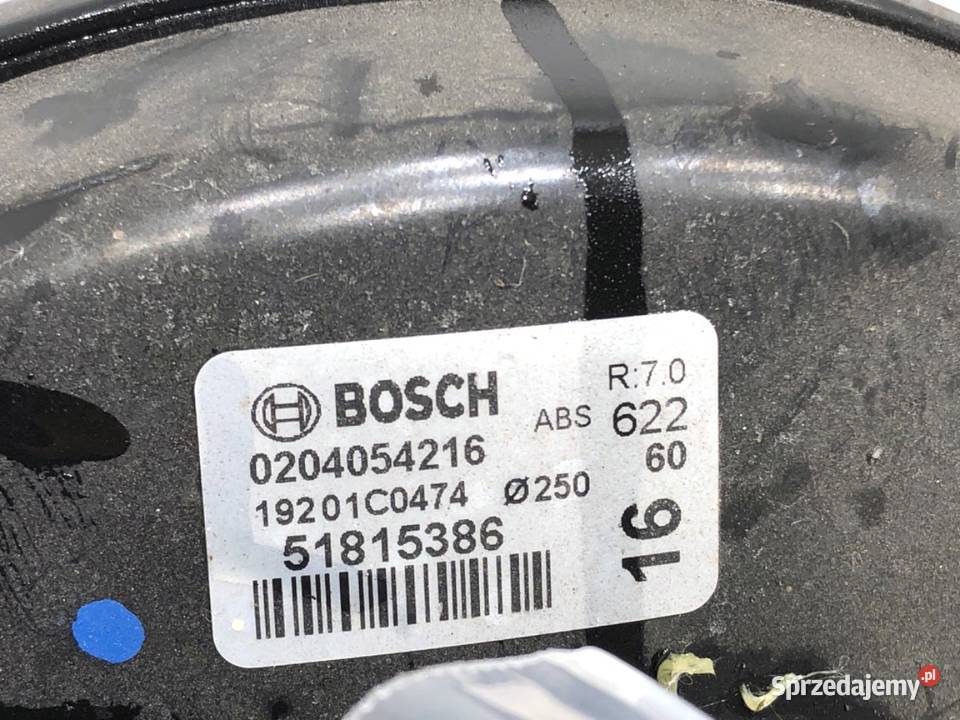 BOSCH
R:7.0
ABS 622
0204054216
60
19201C0474 Ø250
51815386
16
Sprzedajemy.pl